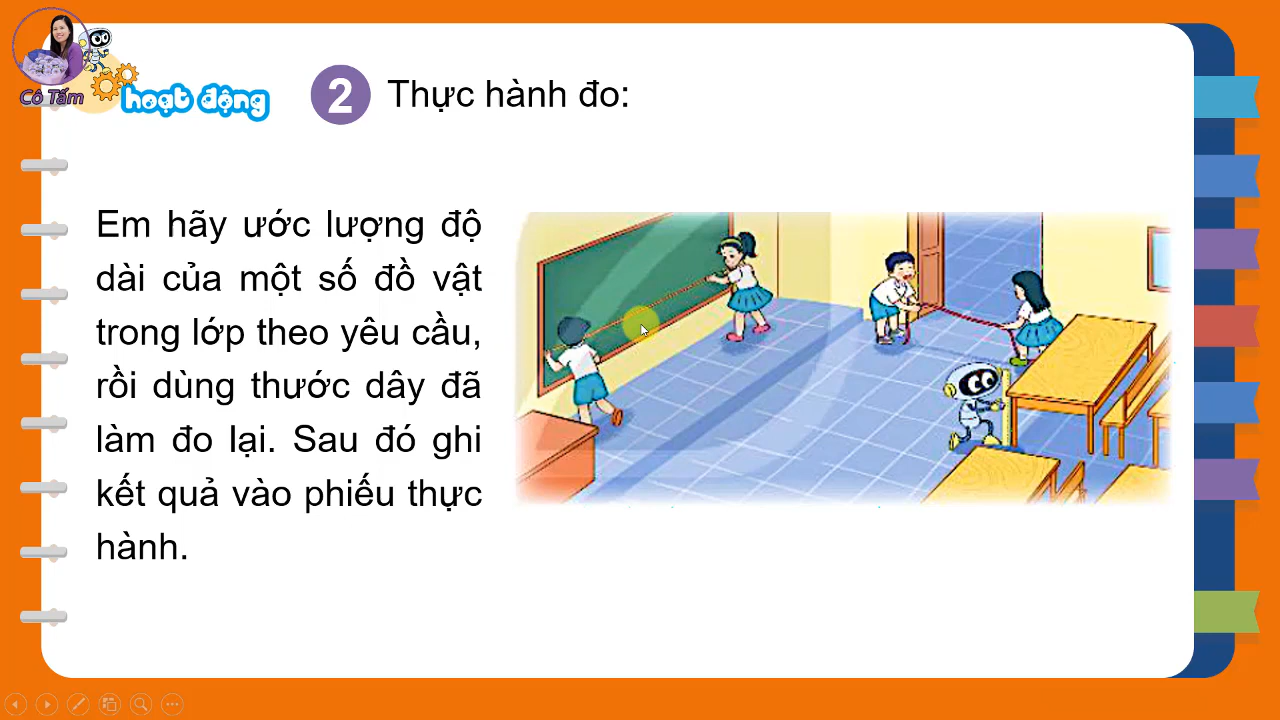 Cô Tấm
hoạt động
2 Thực hành đo:
Em hãy ước lượng độ
dài của một số đồ vật
trong lớp theo yêu cầu,
rồi dùng thước dây đã
làm đo lại. Sau đó ghi
kết quả vào phiếu thực
hành.